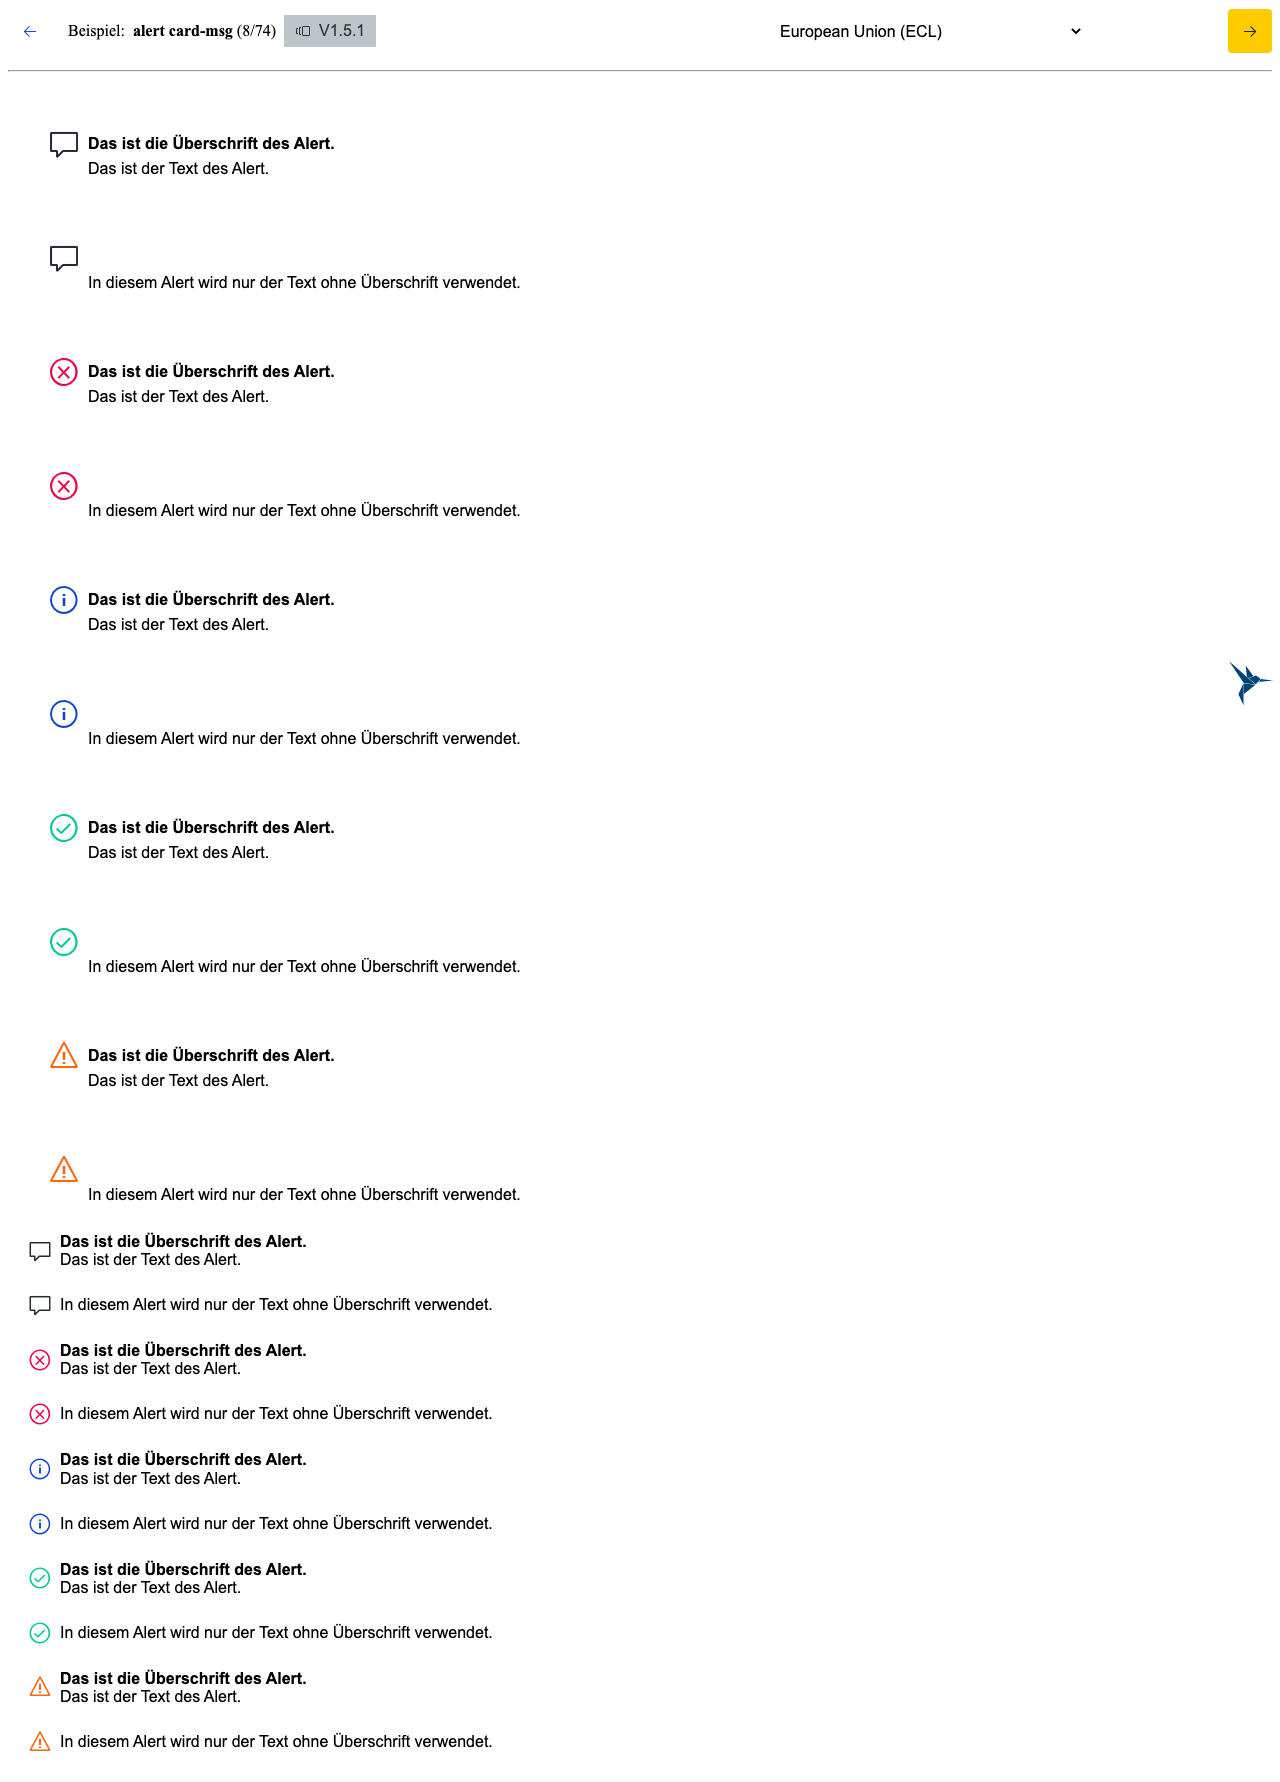 Beispiel: alert card-msg (8/74) V1.5.1 European Union (ECL)
Das ist die Überschrift des Alert.
Das ist der Text des Alert.
In diesem Alert wird nur der Text ohne Überschrift verwendet.
Das ist die Überschrift des Alert.
Das ist der Text des Alert.
In diesem Alert wird nur der Text ohne Überschrift verwendet.
Das ist die Überschrift des Alert.
Das ist der Text des Alert.
In diesem Alert wird nur der Text ohne Überschrift verwendet.
Das ist die Überschrift des Alert.
Das ist der Text des Alert.
In diesem Alert wird nur der Text ohne Überschrift verwendet.
Das ist die Überschrift des Alert.
Das ist der Text des Alert.
In diesem Alert wird nur der Text ohne Überschrift verwendet.
Das ist die Überschrift des Alert.
Das ist der Text des Alert.
In diesem Alert wird nur der Text ohne Überschrift verwendet.
Das ist die Überschrift des Alert.
Das ist der Text des Alert.
In diesem Alert wird nur der Text ohne Überschrift verwendet.
Das ist die Überschrift des Alert.
Das ist der Text des Alert.
In diesem Alert wird nur der Text ohne Überschrift verwendet.
Das ist die Überschrift des Alert.
Das ist der Text des Alert.
In diesem Alert wird nur der Text ohne Überschrift verwendet.
Das ist die Überschrift des Alert.
Das ist der Text des Alert.
In diesem Alert wird nur der Text ohne Überschrift verwendet.